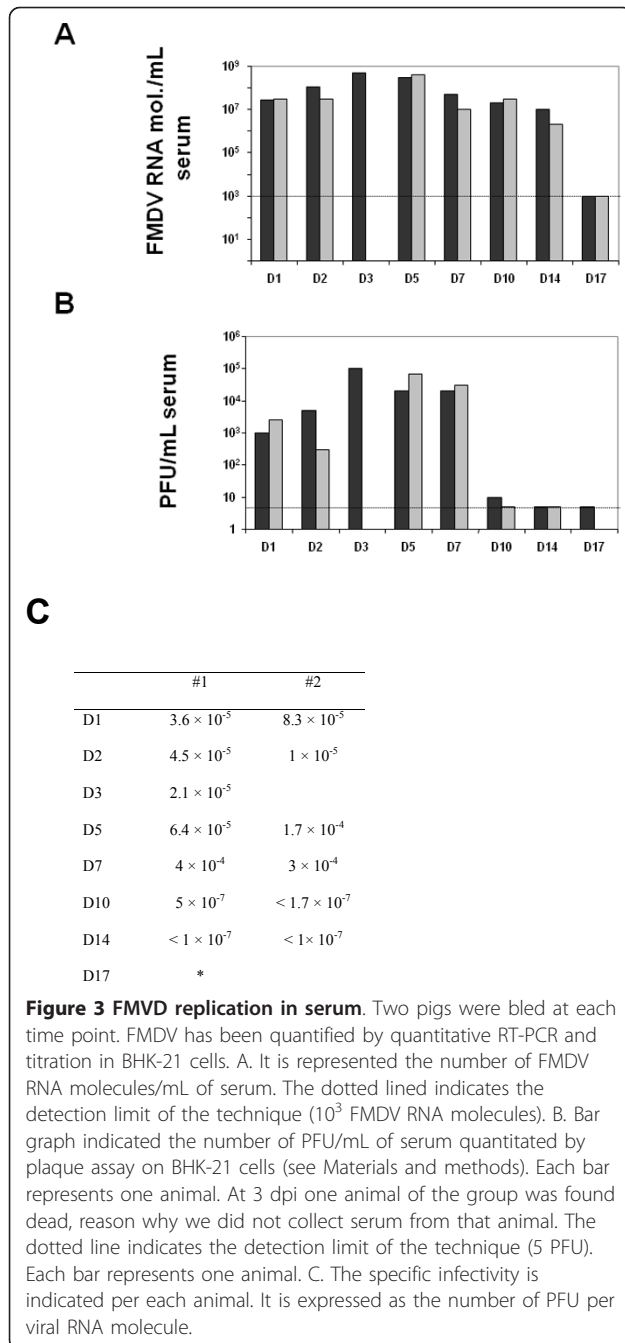 A
FMDV RNA mol./mL
serum
10⁹
10⁷
10⁵
10³
10¹
D1 D2 D3 D5 D7 D10 D14 D17
B
PFU/mL serum
10⁶
10⁵
10⁴
10³
10²
10
1
D1 D2 D3 D5 D7 D10 D14 D17
C
#1 #2
D1 3.6 × 10⁻⁵ 8.3 × 10⁻⁵
D2 4.5 × 10⁻⁵ 1 × 10⁻⁵
D3 2.1 × 10⁻⁵
D5 6.4 × 10⁻⁵ 1.7 × 10⁻⁴
D7 4 × 10⁻⁴ 3 × 10⁻⁴
D10 5 × 10⁻⁷ < 1.7 × 10⁻⁷
D14 < 1 × 10⁻⁷ < 1× 10⁻⁷
D17 *
Figure 3 FMVD replication in serum. Two pigs were bled at each
time point. FMDV has been quantified by quantitative RT-PCR and
titration in BHK-21 cells. A. It is represented the number of FMDV
RNA molecules/mL of serum. The dotted lined indicates the
detection limit of the technique (10³ FMDV RNA molecules). B. Bar
graph indicated the number of PFU/mL of serum quantitated by
plaque assay on BHK-21 cells (see Materials and methods). Each bar
represents one animal. At 3 dpi one animal of the group was found
dead, reason why we did not collect serum from that animal. The
dotted line indicates the detection limit of the technique (5 PFU).
Each bar represents one animal. C. The specific infectivity is
indicated per each animal. It is expressed as the number of PFU per
viral RNA molecule.